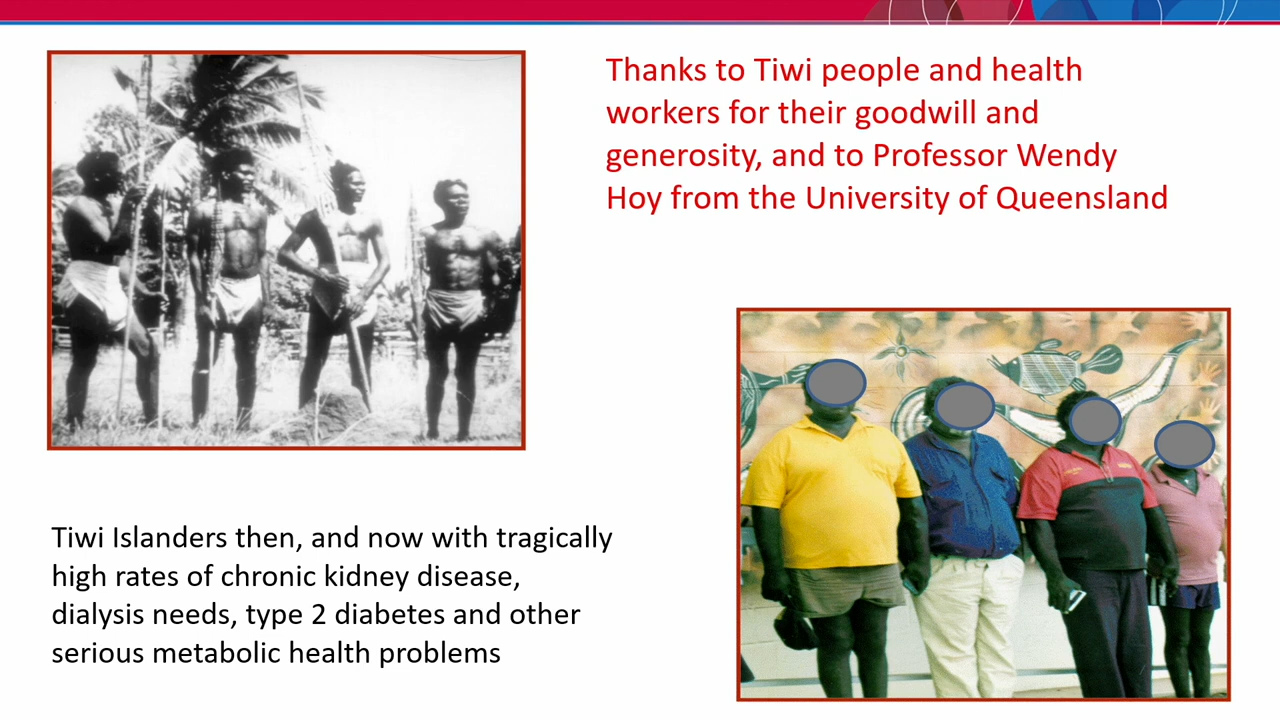 Thanks to Tiwi people and health
workers for their goodwill and
generosity, and to Professor Wendy
Hoy from the University of Queensland
Tiwi Islanders then, and now with tragically
high rates of chronic kidney disease,
dialysis needs, type 2 diabetes and other
serious metabolic health problems